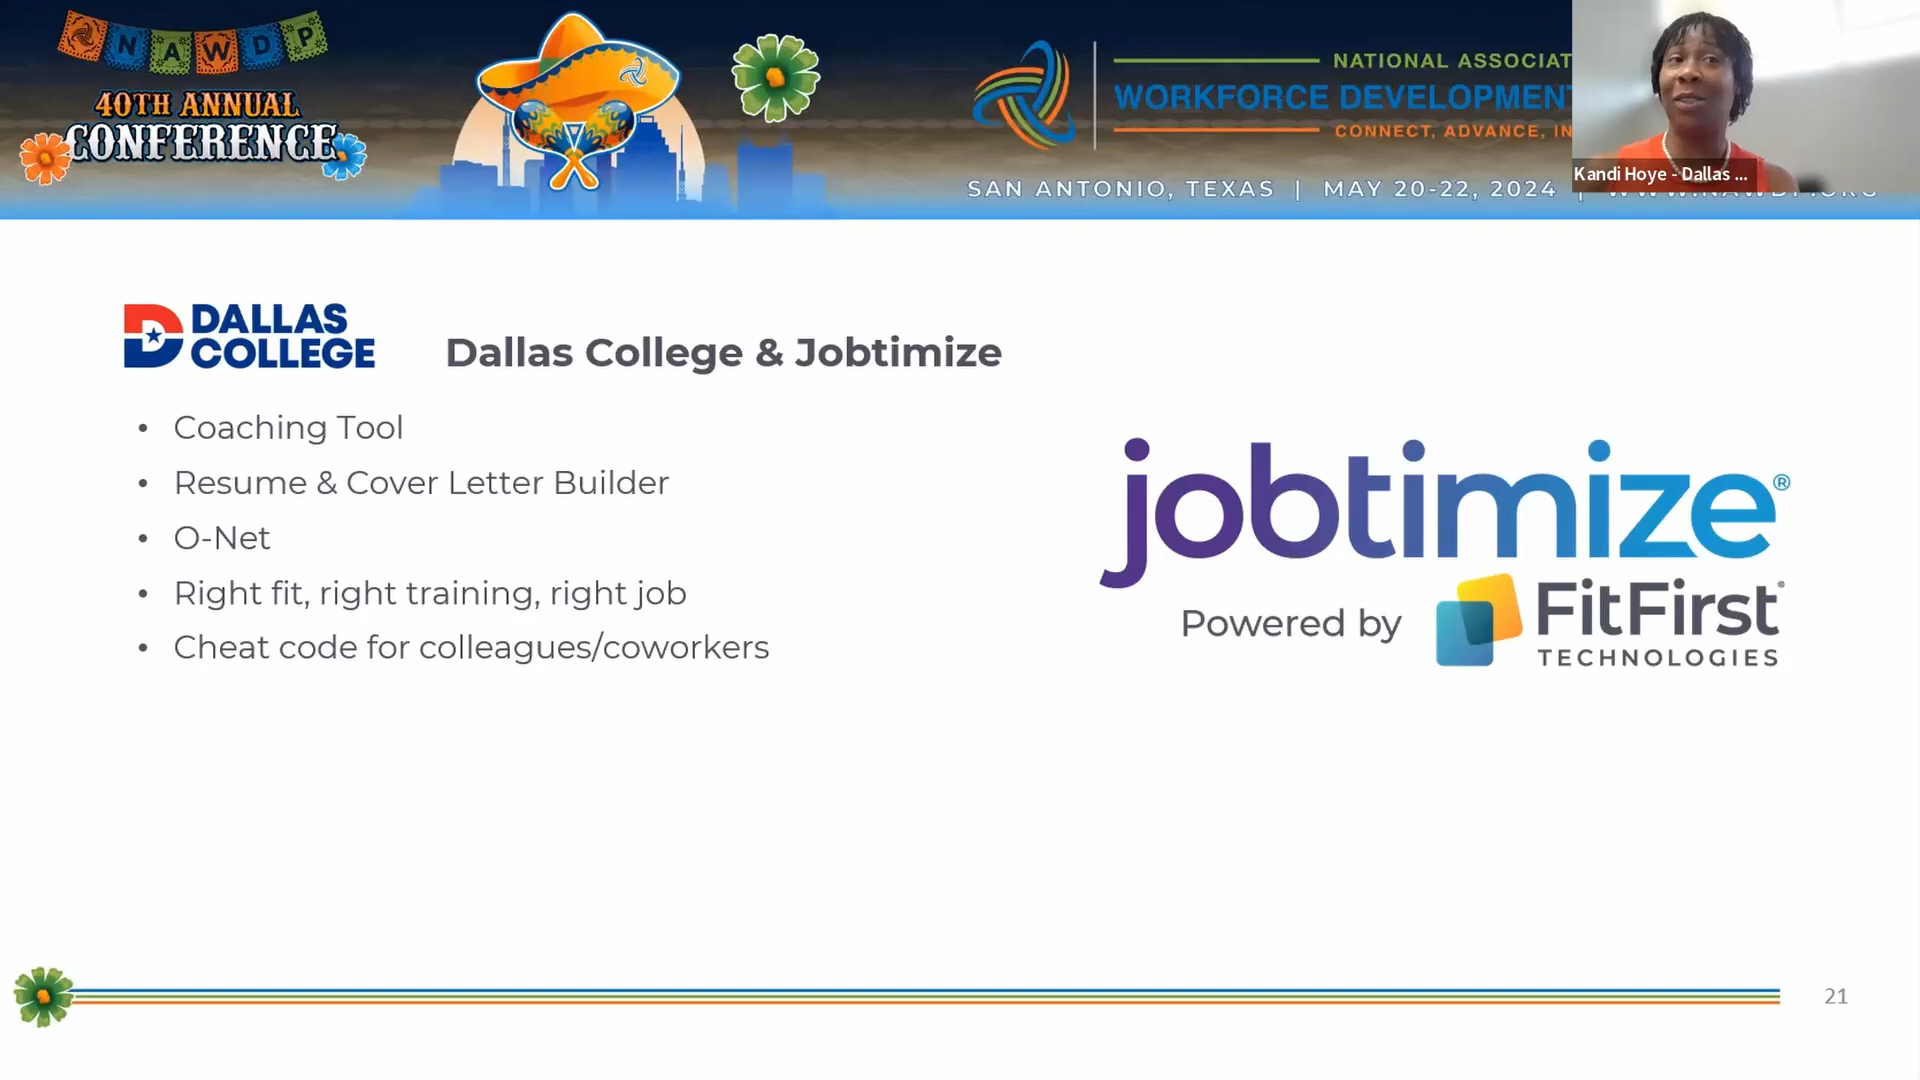 NAWDP
40TH ANNUAL
CONFERENCE
NATIONAL ASSOCIAT
WORKFORCE DEVELOPMENT
CONNECT, ADVANCE, IN
SAN ANTONIO, TEXAS | MAY 20-22, 2024 |
Kandi Hoye - Dallas ...
DALLAS
COLLEGE
Dallas College & Jobtimize
• Coaching Tool
• Resume & Cover Letter Builder
• O-Net
• Right fit, right training, right job
• Cheat code for colleagues/coworkers
jobtimize®
Powered by
FitFirst
TECHNOLOGIES
21